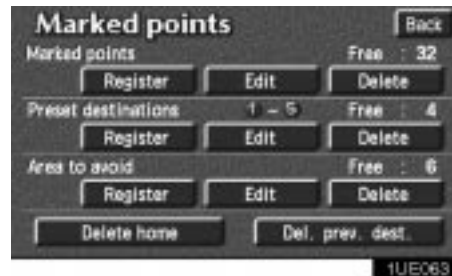 Marked points Back
Marked points Free : 32
Register Edit Delete
Preset destinations 1 - 5 Free : 4
Register Edit Delete
Area to avoid Free : 6
Register Edit Delete
Delete home Del. prev. dest.
1UE063